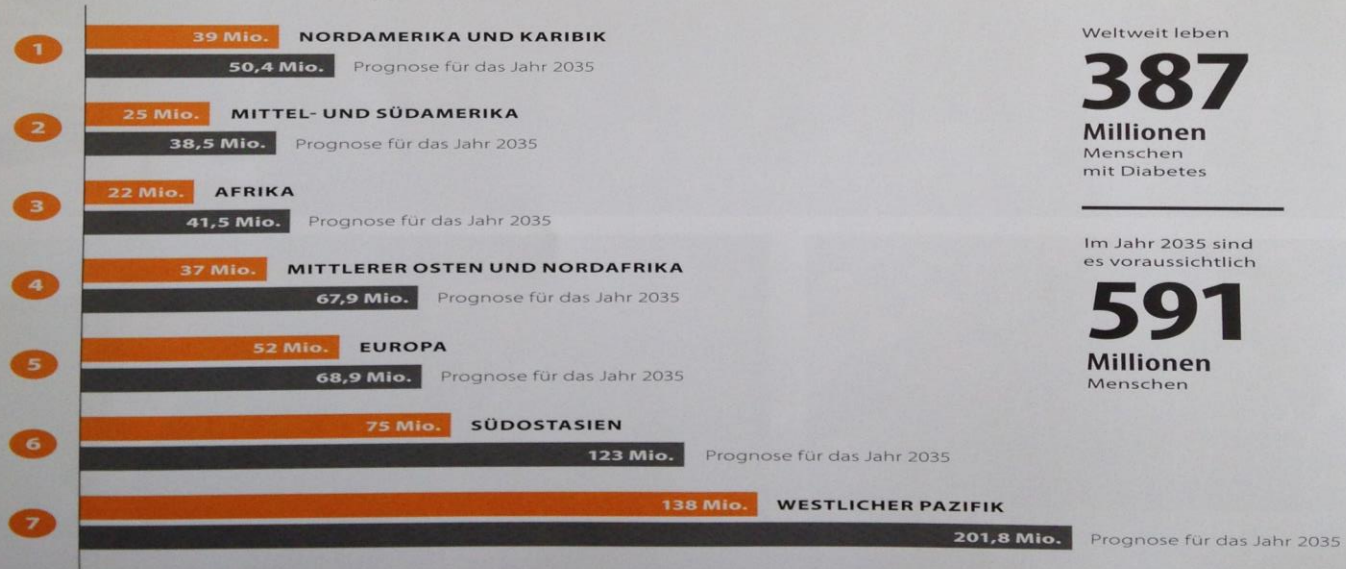 1
39 Mio. NORDAMERIKA UND KARIBIK
50,4 Mio. Prognose für das Jahr 2035
2
25 Mio. MITTEL- UND SÜDAMERIKA
38,5 Mio. Prognose für das Jahr 2035
3
22 Mio. AFRIKA
41,5 Mio. Prognose für das Jahr 2035
4
37 Mio. MITTLERER OSTEN UND NORDAFRIKA
67,9 Mio. Prognose für das Jahr 2035
5
52 Mio. EUROPA
68,9 Mio. Prognose für das Jahr 2035
6
75 Mio. SÜDOSTASIEN
123 Mio. Prognose für das Jahr 2035
7
138 Mio. WESTLICHER PAZIFIK
201,8 Mio. Prognose für das Jahr 2035
Weltweit leben
387
Millionen
Menschen
mit Diabetes
Im Jahr 2035 sind
es voraussichtlich
591
Millionen
Menschen